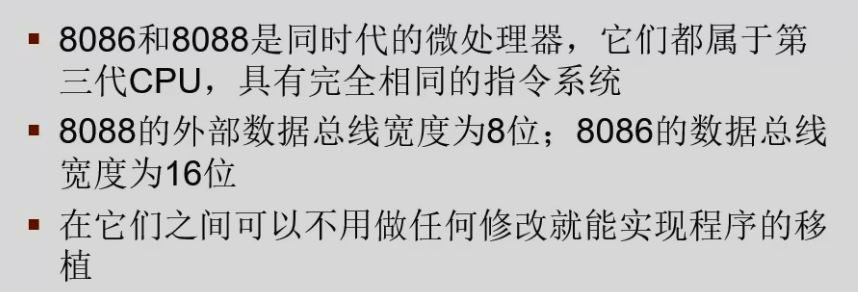 ▪ 8086和8088是同时代的微处理器，它们都属于第
三代CPU，具有完全相同的指令系统
▪ 8088的外部数据总线宽度为8位；8086的数据总线
宽度为16位
▪ 在它们之间可以不用做任何修改就能实现程序的移
植